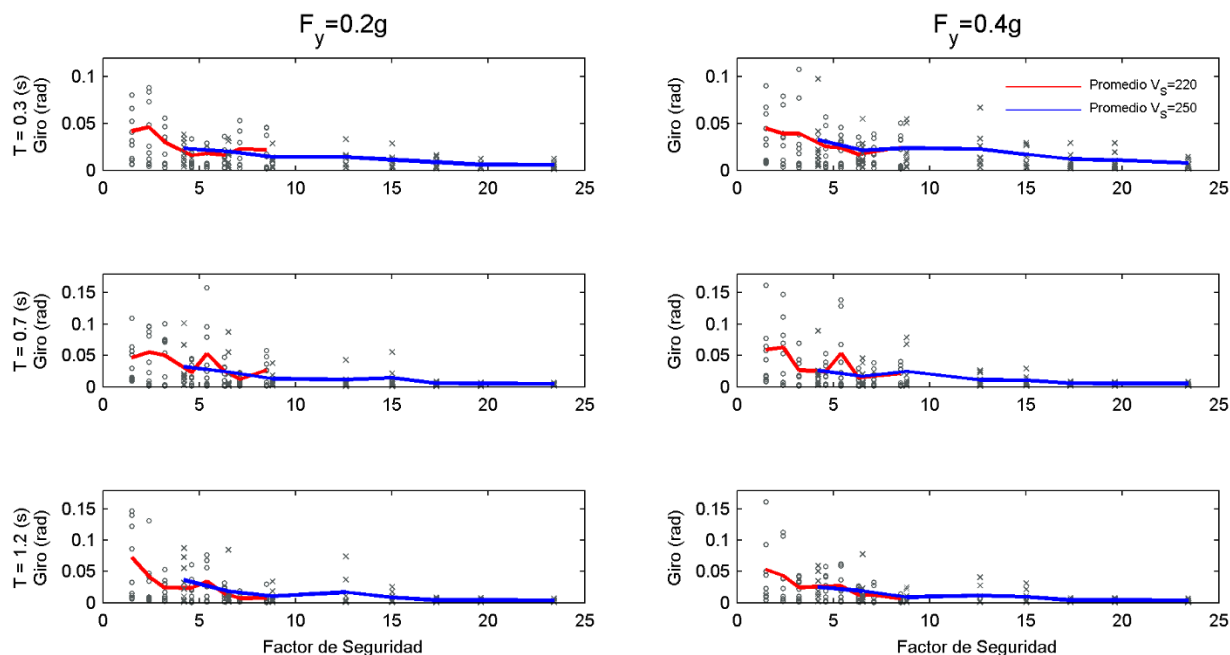 F_y=0.2g
F_y=0.4g
T = 0.3 (s)
Giro (rad)
0.1
0.05
0
0 5 10 15 20 25
Giro (rad)
0.1
0.05
0
0 5 10 15 20 25
Promedio V_S=220
Promedio V_S=250
T = 0.7 (s)
Giro (rad)
0.15
0.1
0.05
0
0 5 10 15 20 25
Giro (rad)
0.15
0.1
0.05
0
0 5 10 15 20 25
T = 1.2 (s)
Giro (rad)
0.15
0.1
0.05
0
0 5 10 15 20 25
Factor de Seguridad
Giro (rad)
0.15
0.1
0.05
0
0 5 10 15 20 25
Factor de Seguridad